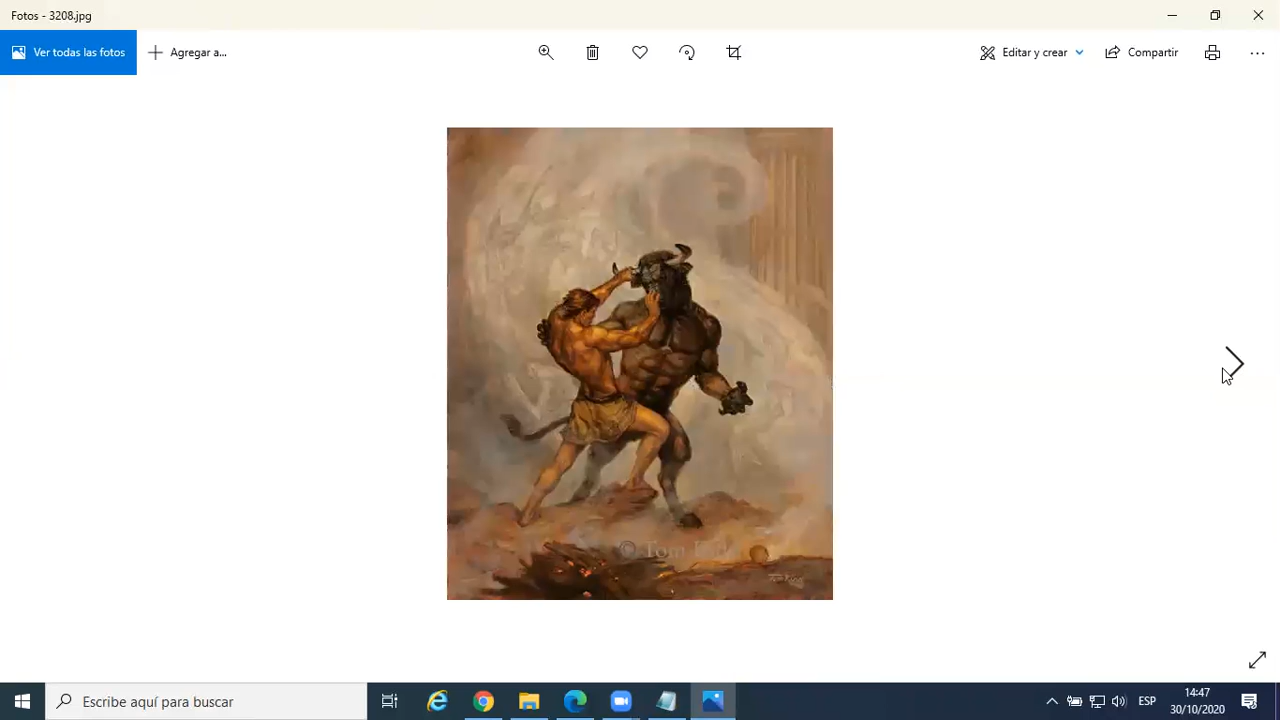 Fotos - 3208.jpg
Ver todas las fotos
Agregar a...
Editar y crear
Compartir
© Tom
Escribe aquí para buscar
ESP
14:47
30/10/2020